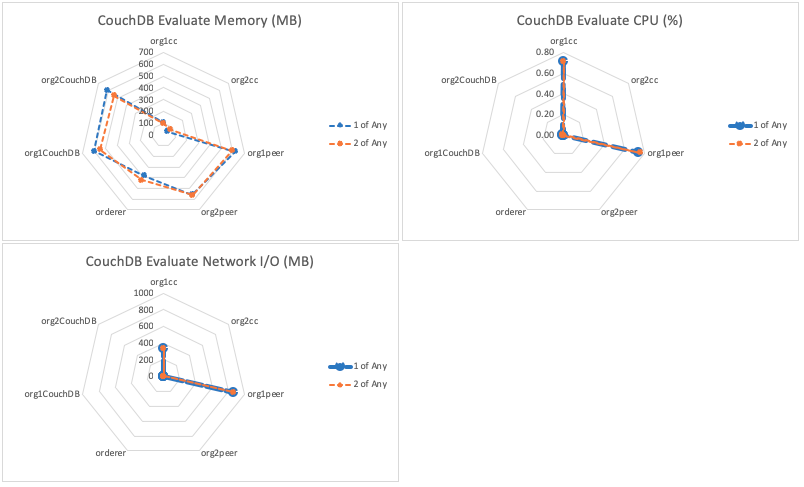 CouchDB Evaluate Memory (MB)
org1cc
700
600
500
400
300
200
100
0
org2cc
org1peer
org2peer
orderer
org1CouchDB
org2CouchDB
1 of Any
2 of Any
CouchDB Evaluate CPU (%)
org1cc
0.80
0.60
0.40
0.20
0.00
org2cc
org1peer
org2peer
orderer
org1CouchDB
org2CouchDB
1 of Any
2 of Any
CouchDB Evaluate Network I/O (MB)
org1cc
1000
800
600
400
200
0
org2cc
org1peer
org2peer
orderer
org1CouchDB
org2CouchDB
1 of Any
2 of Any